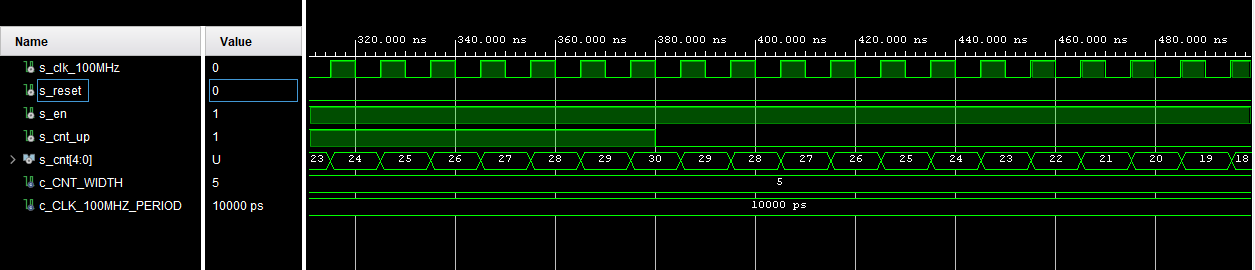 Name Value
320.000 ns 340.000 ns 360.000 ns 380.000 ns 400.000 ns 420.000 ns 440.000 ns 460.000 ns 480.000 ns
s_clk_100MHz 0
s_reset 0
s_en 1
s_cnt_up 1
s_cnt[4:0] U 23 24 25 26 27 28 29 30 29 28 27 26 25 24 23 22 21 20 19 18
c_CNT_WIDTH 5 5
c_CLK_100MHZ_PERIOD 10000 ps 10000 ps